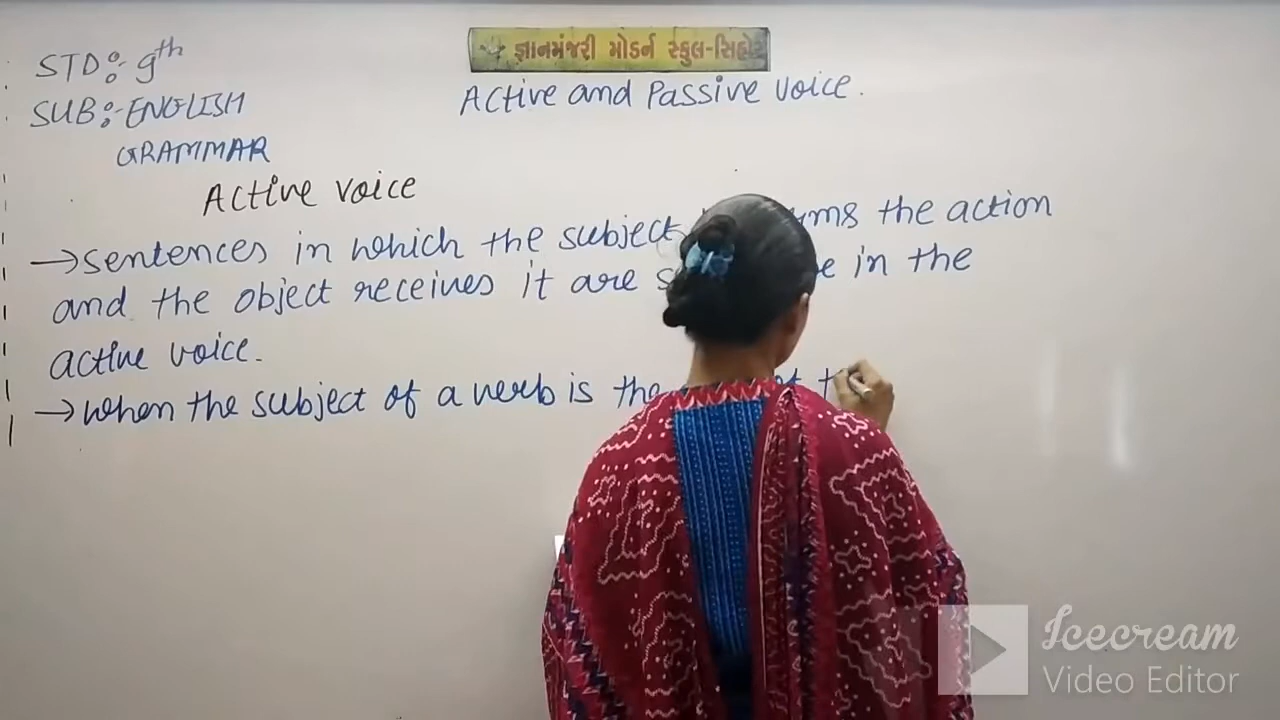 જ્ઞાનમંજરી મોડર્ન સ્કુલ-સિહોર
STD:- 9th
SUB:-ENGLISH
GRAMMAR
Active and Passive voice.
Active voice
→sentences in which the subject the action
and the object receives it are in the
active voice.
→when the subject of a verb is the
Icecream
Video Editor